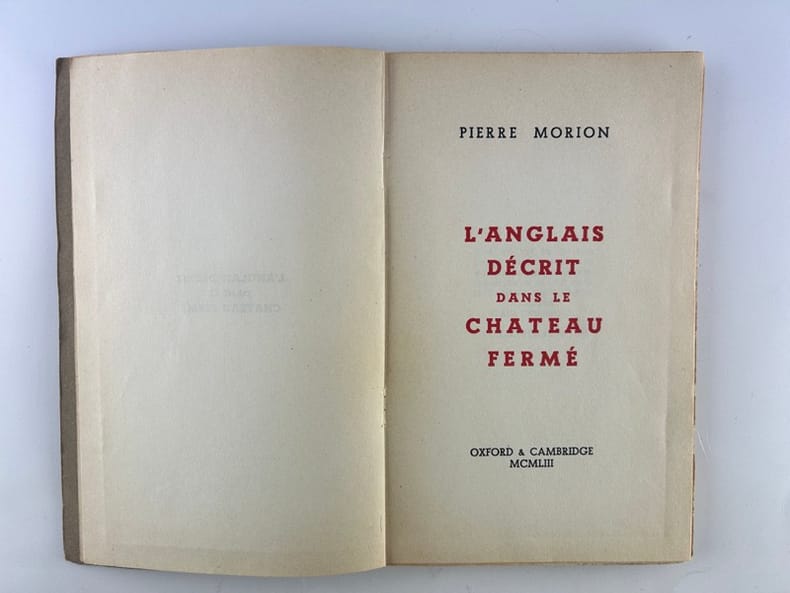 PIERRE MORION
L'ANGLAIS
DÉCRIT
DANS LE
CHATEAU
FERMÉ
OXFORD & CAMBRIDGE
MCMLIII